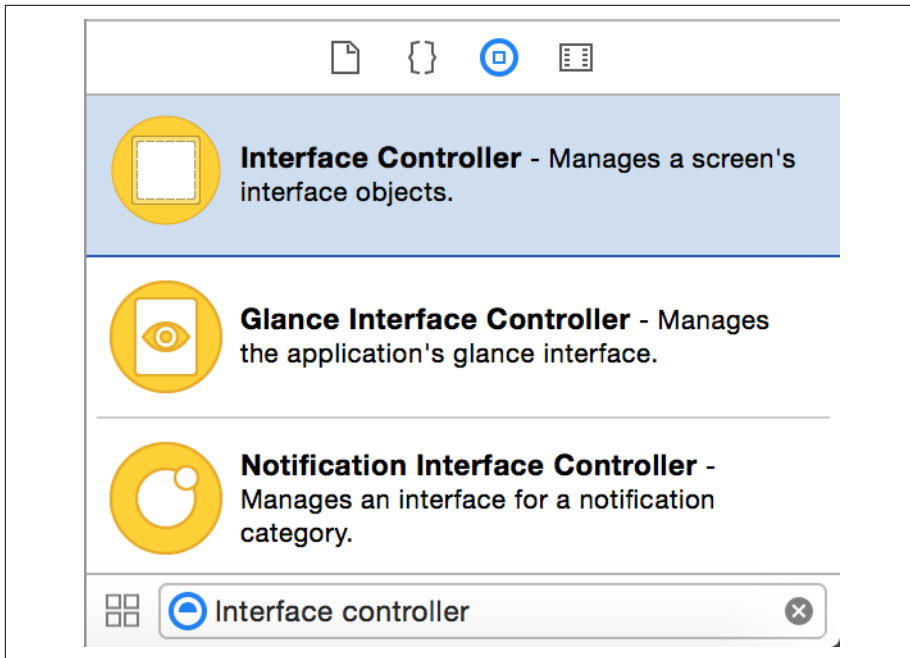 Interface Controller - Manages a screen's
interface objects.
Glance Interface Controller - Manages
the application's glance interface.
Notification Interface Controller -
Manages an interface for a notification
category.
Interface controller